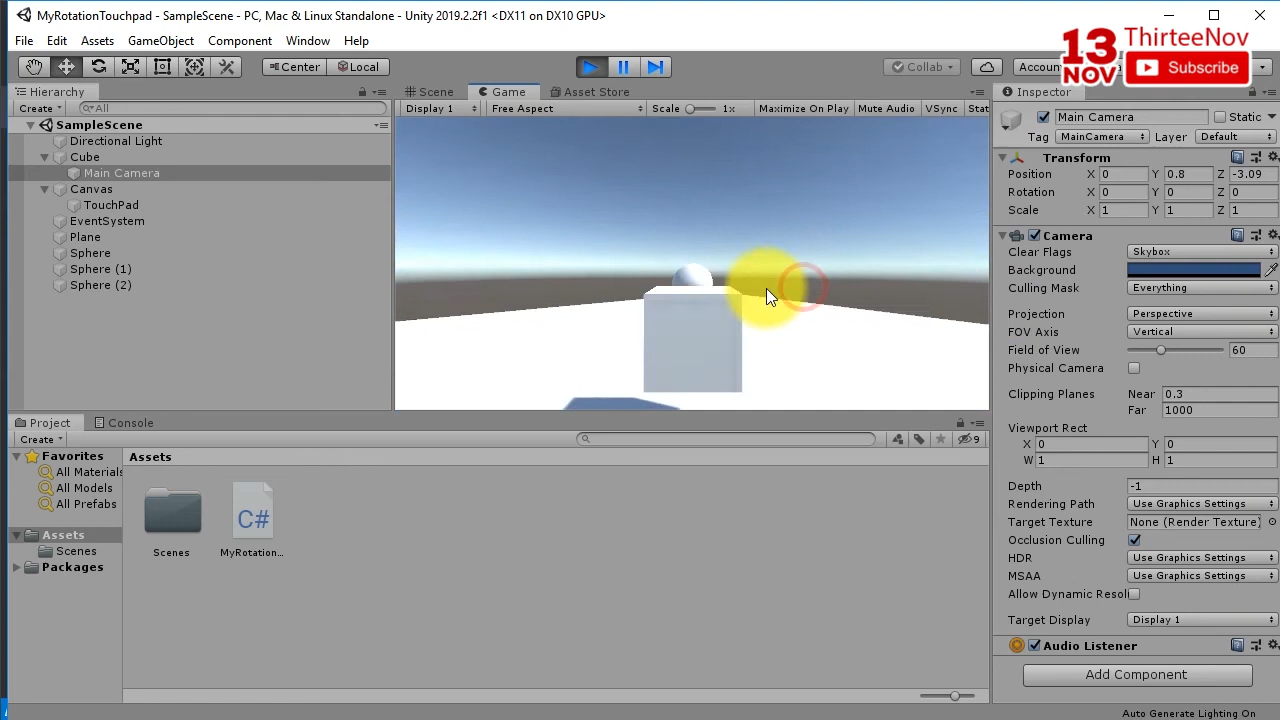 MyRotationTouchpad - SampleScene - PC, Mac & Linux Standalone - Unity 2019.2.2f1 <DX11 on DX10 GPU>
File Edit Assets GameObject Component Window Help
13 NOV ThirteeNov
Subscribe
Center Local Collab Accoun
Hierarchy
Create All
SampleScene
Directional Light
Cube
Main Camera
Canvas
TouchPad
EventSystem
Plane
Sphere
Sphere (1)
Sphere (2)
Scene Game Asset Store
Display 1 Free Aspect Scale 1x Maximize On Play Mute Audio VSync Stat
Inspector
Main Camera Static
Tag MainCamera Layer Default
Transform
Position X 0 Y 0.8 Z -3.09
Rotation X 0 Y 0 Z 0
Scale X 1 Y 1 Z 1
Camera
Clear Flags Skybox
Background
Culling Mask Everything
Projection Perspective
FOV Axis Vertical
Field of View 60
Physical Camera
Clipping Planes Near 0.3
Far 1000
Viewport Rect
X 0 Y 0
W 1 H 1
Depth -1
Rendering Path Use Graphics Settings
Target Texture None (Render Texture)
Occlusion Culling
HDR Use Graphics Settings
MSAA Use Graphics Settings
Allow Dynamic Resol
Target Display Display 1
Audio Listener
Add Component
Auto Generate Lighting On
Project Console
Create 9
Favorites
All Materials
All Models
All Prefabs
Assets
Scenes
Packages
Assets
C#
Scenes MyRotation...